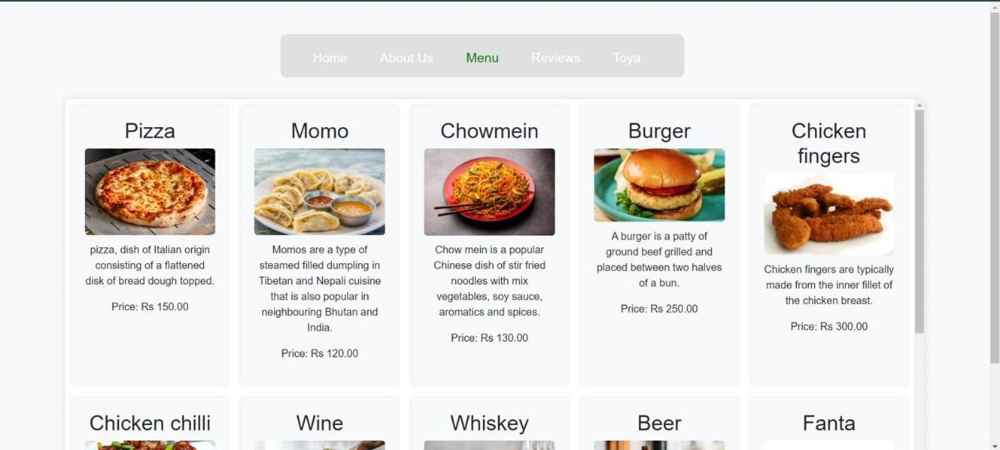 Home About Us Menu Reviews Toya
Pizza
pizza, dish of Italian origin
consisting of a flattened
disk of bread dough topped.
Price: Rs 150.00
Momo
Momos are a type of
steamed filled dumpling in
Tibetan and Nepali cuisine
that is also popular in
neighbouring Bhutan and
India.
Price: Rs 120.00
Chowmein
Chow mein is a popular
Chinese dish of stir fried
noodles with mix
vegetables, soy sauce,
aromatics and spices.
Price: Rs 130.00
Burger
A burger is a patty of
ground beef grilled and
placed between two halves
of a bun.
Price: Rs 250.00
Chicken
fingers
Chicken fingers are typically
made from the inner fillet of
the chicken breast.
Price: Rs 300.00
Chicken chilli
Wine
Whiskey
Beer
Fanta